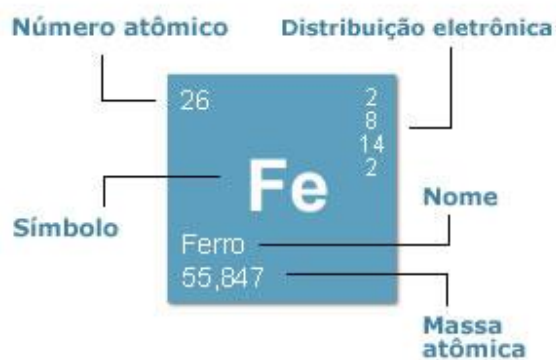 Número atômico
Distribuição eletrônica
26
2
8
14
2
Fe
Símbolo
Nome
Ferro
55,847
Massa
atômica